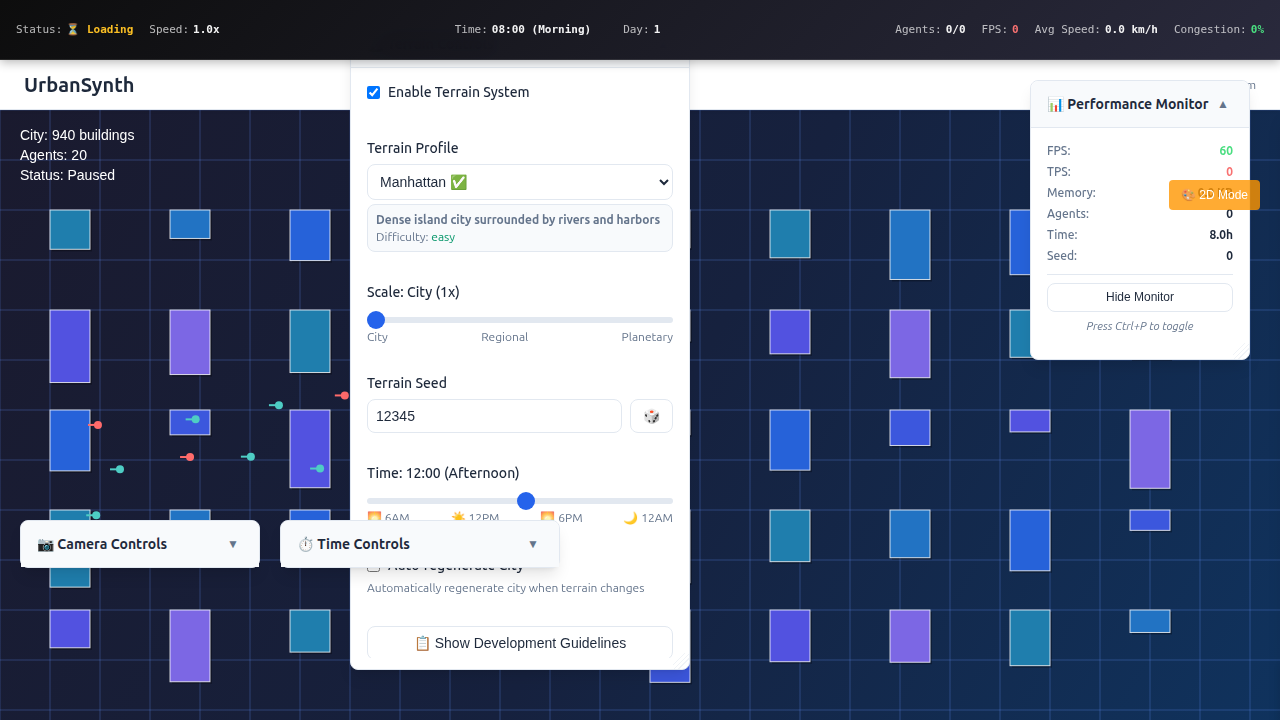 Status: ⏳ Loading Speed: 1.0x Time: 08:00 (Morning) Day: 1 Agents: 0/0 FPS: 0 Avg Speed: 0.0 km/h Congestion: 0%
UrbanSynth
City: 940 buildings
Agents: 20
Status: Paused
Enable Terrain System
Terrain Profile
Manhattan ✅
Dense island city surrounded by rivers and harbors
Difficulty: easy
Scale: City (1x)
City Regional Planetary
Terrain Seed
12345
🎲
Time: 12:00 (Afternoon)
🌅 6AM ☀️ 12PM 🌅 6PM 🌙 12AM
Auto-regenerate City
Automatically regenerate city when terrain changes
📋 Show Development Guidelines
📷 Camera Controls ▼
⏱️ Time Controls ▼
📊 Performance Monitor ▲
FPS: 60
TPS: 0
Memory:
🎨 2D Mode
Agents: 0
Time: 8.0h
Seed: 0
Hide Monitor
Press Ctrl+P to toggle